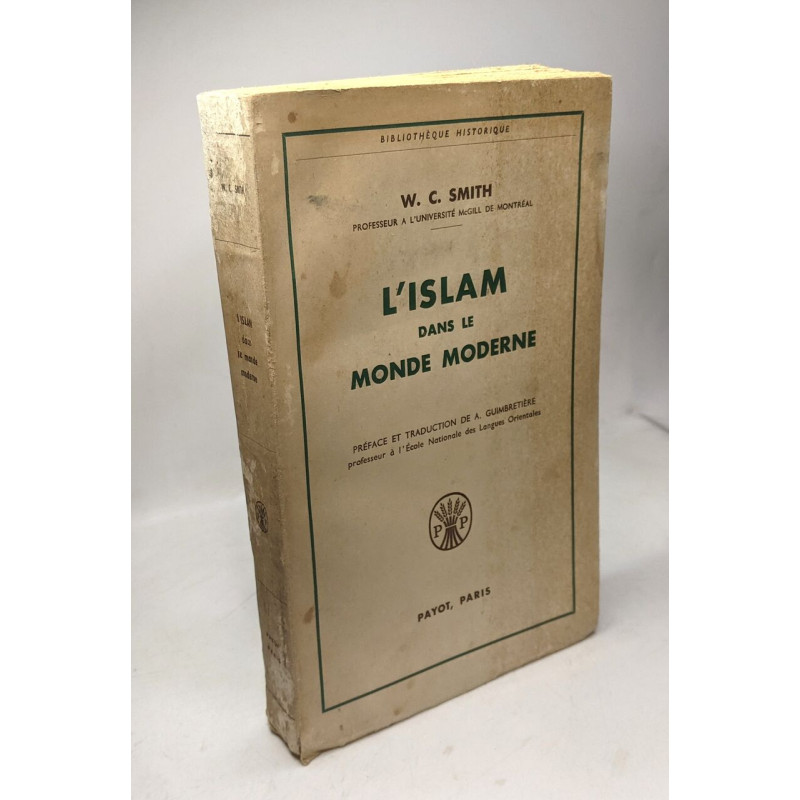 BIBLIOTHÈQUE HISTORIQUE
W. C. SMITH
PROFESSEUR A L'UNIVERSITÉ McGILL DE MONTRÉAL
L'ISLAM
DANS LE
MONDE MODERNE
PRÉFACE ET TRADUCTION DE A. GUIMBRETIÈRE
professeur à l'École Nationale des Langues Orientales
P P
PAYOT, PARIS
W. C. SMITH
L'ISLAM
dans
le monde
moderne